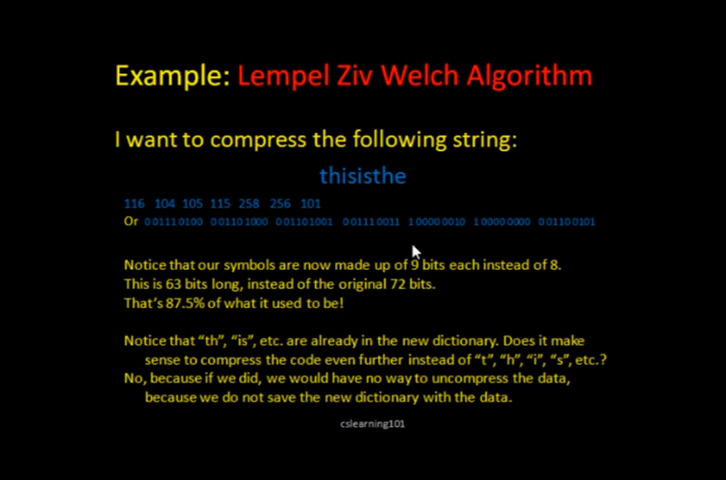 Example: Lempel Ziv Welch Algorithm
I want to compress the following string:
thisisthe
116 104 105 115 258 256 101
Or 001110100 001101000 001101001 001110011 100000010 100000000 001100101
Notice that our symbols are now made up of 9 bits each instead of 8.
This is 63 bits long, instead of the original 72 bits.
That's 87.5% of what it used to be!
Notice that “th”, “is”, etc. are already in the new dictionary. Does it make
sense to compress the code even further instead of “t”, “h”, “i”, “s”, etc.?
No, because if we did, we would have no way to uncompress the data,
because we do not save the new dictionary with the data.
cslearning101